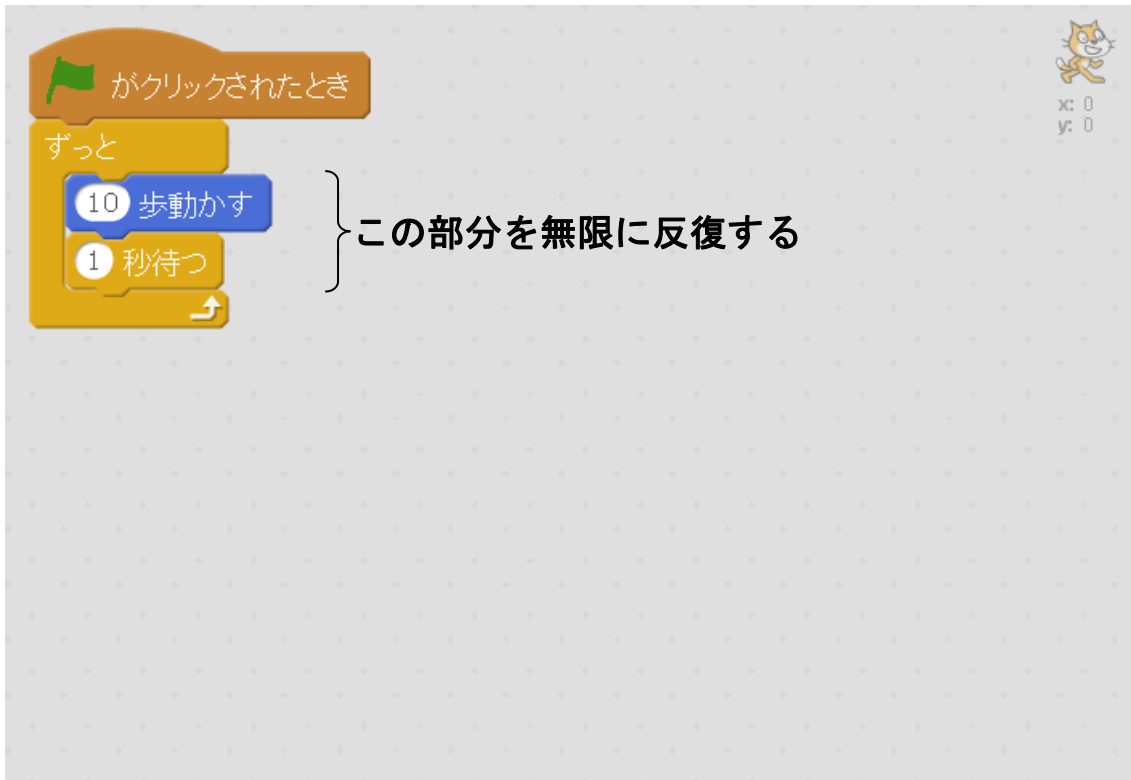 がクリックされたとき
ずっと
10 歩動かす
1 秒待つ
この部分を無限に反復する
x: 0
y: 0